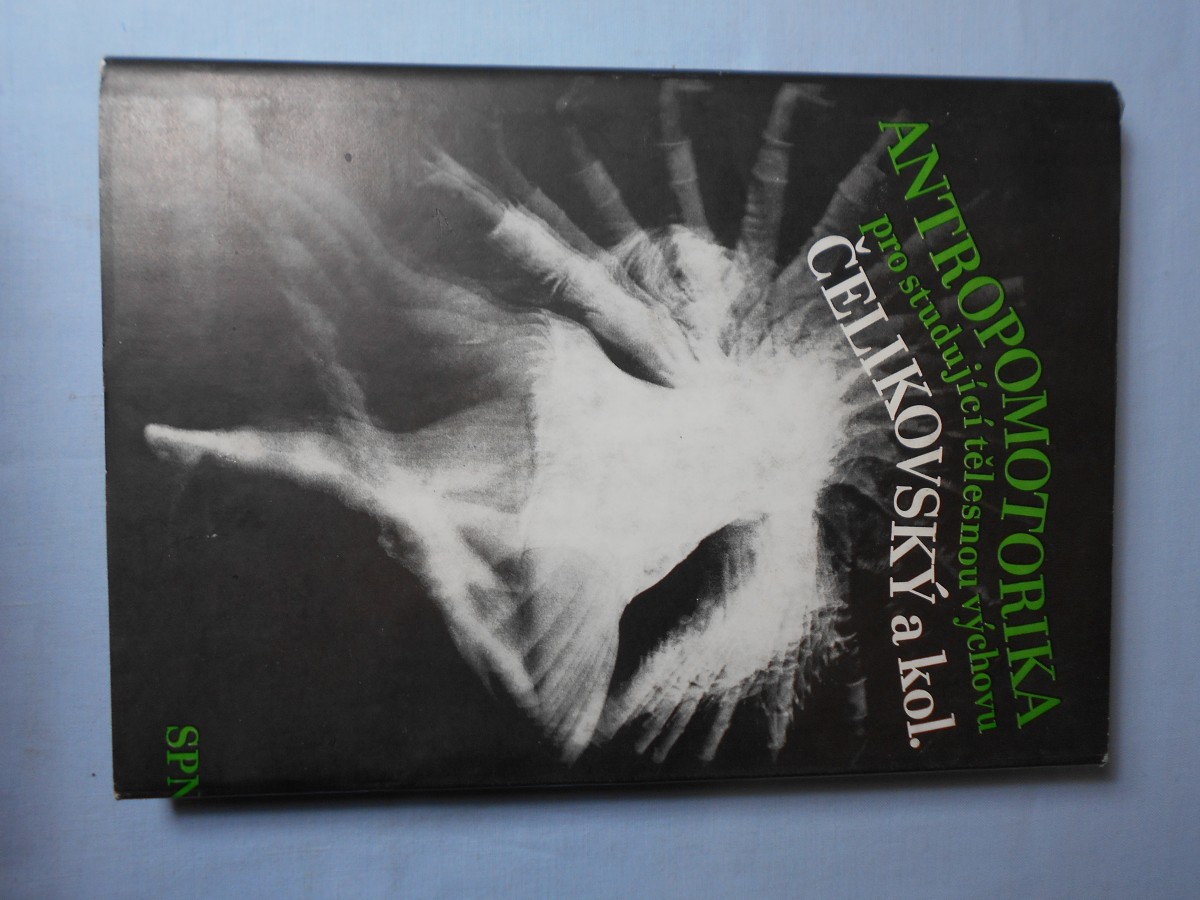 ANTROPOMOTORIKA
pro studující tělesnou výchovu
ČELIKOVSKÝ a kol.
SPN